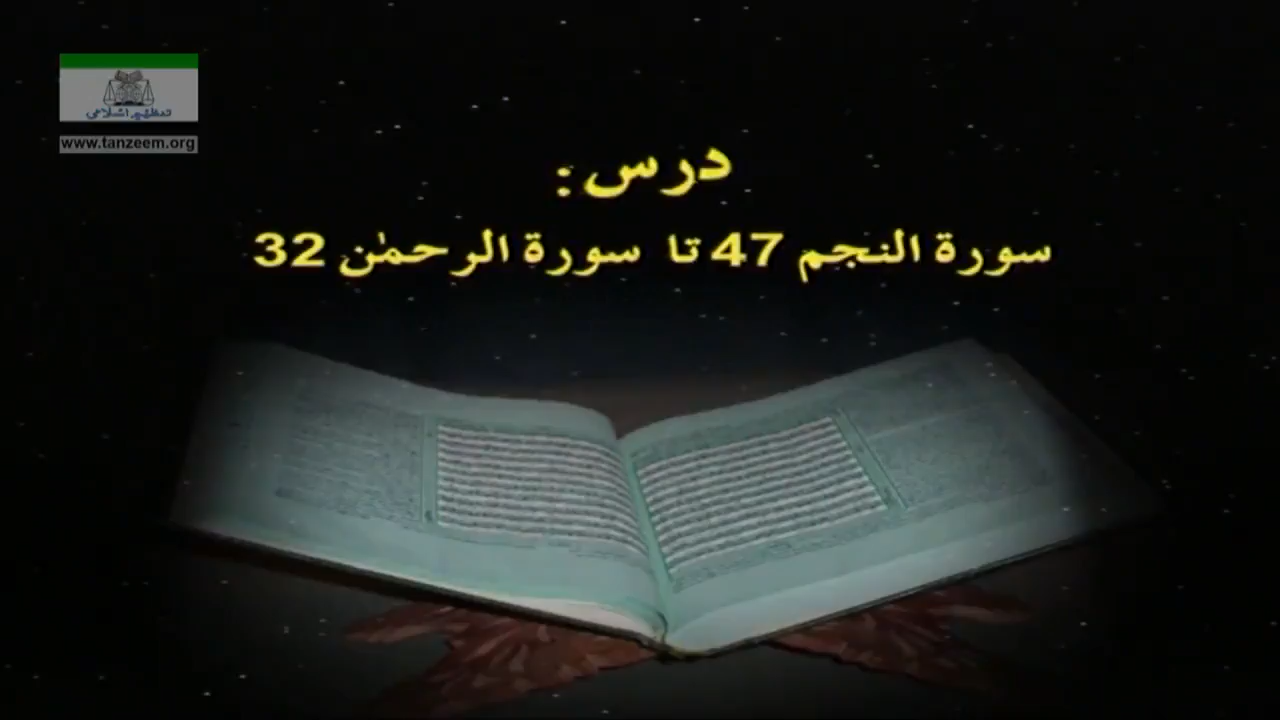 تنظیم اسلامی
www.tanzeem.org
درس:
سورة النجم 47 تا سورة الرحمٰن 32